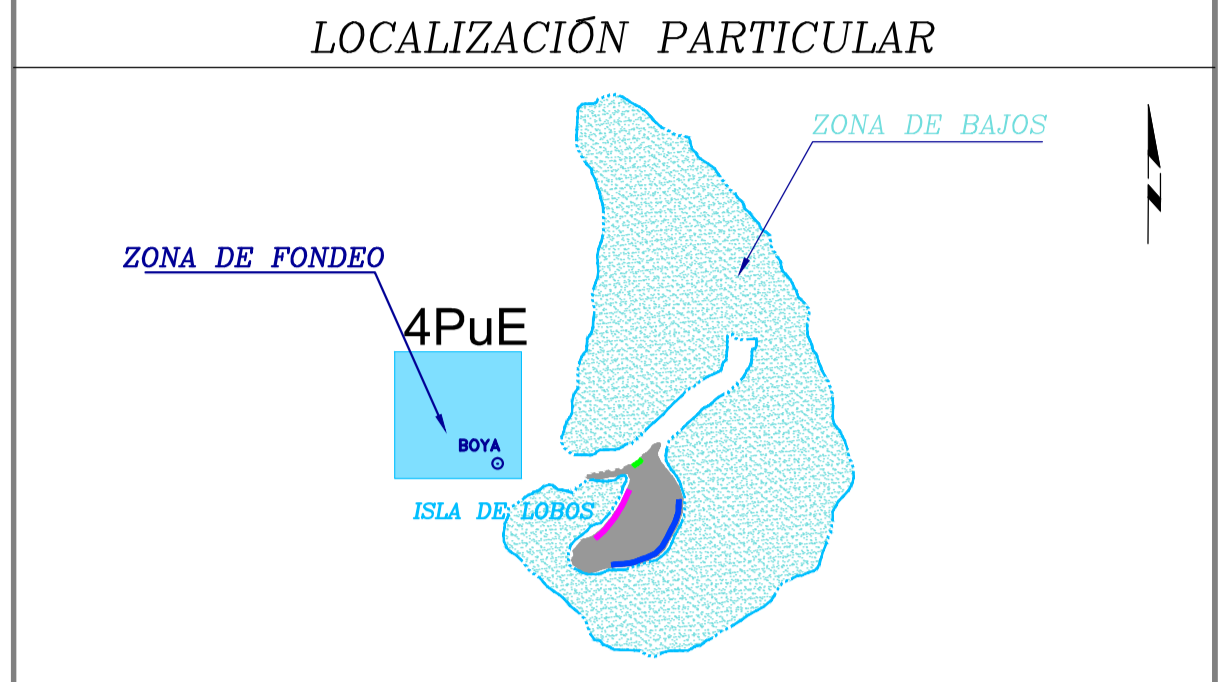 LOCALIZACIÓN PARTICULAR
ZONA DE BAJOS
N
ZONA DE FONDEO
4PuE
BOYA
ISLA DE LOBOS